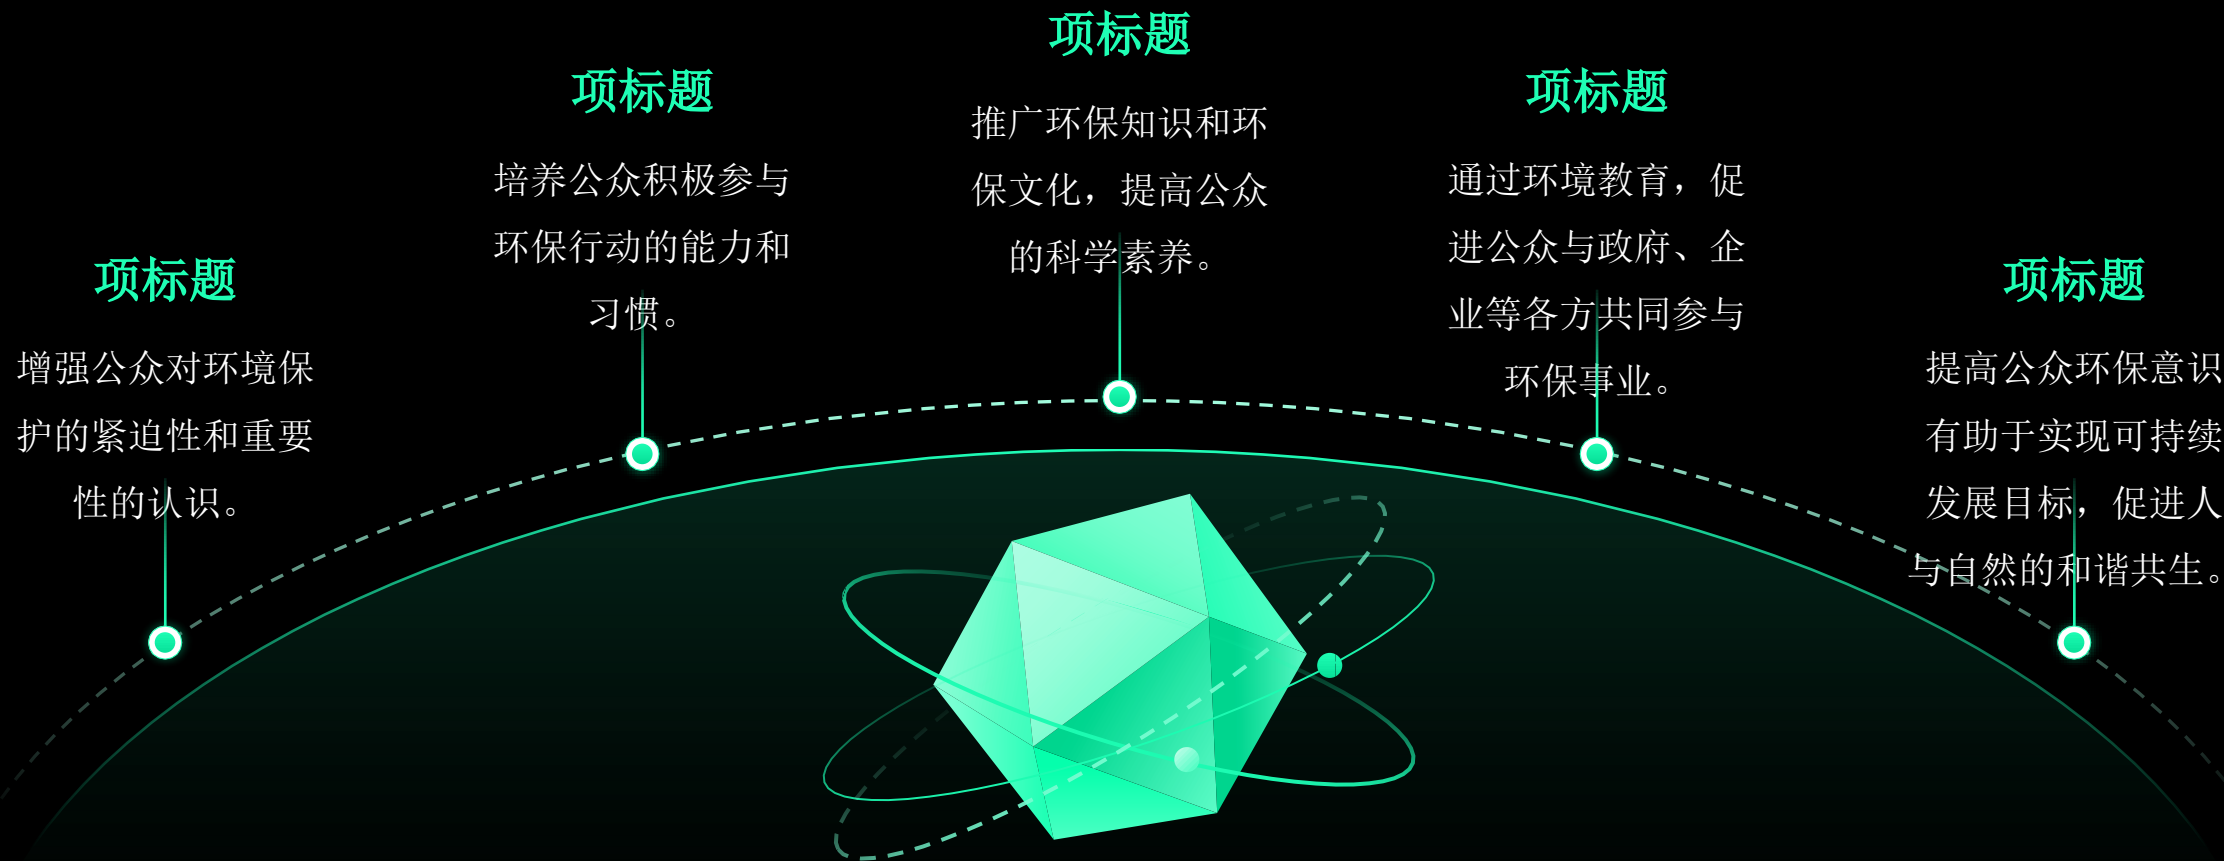 项标题
增强公众对环境保
护的紧迫性和重要
性的认识。
项标题
培养公众积极参与
环保行动的能力和
习惯。
项标题
推广环保知识和环
保文化，提高公众
的科学素养。
项标题
通过环境教育，促
进公众与政府、企
业等各方共同参与
环保事业。
项标题
提高公众环保意识
有助于实现可持续
发展目标，促进人
与自然的和谐共生。